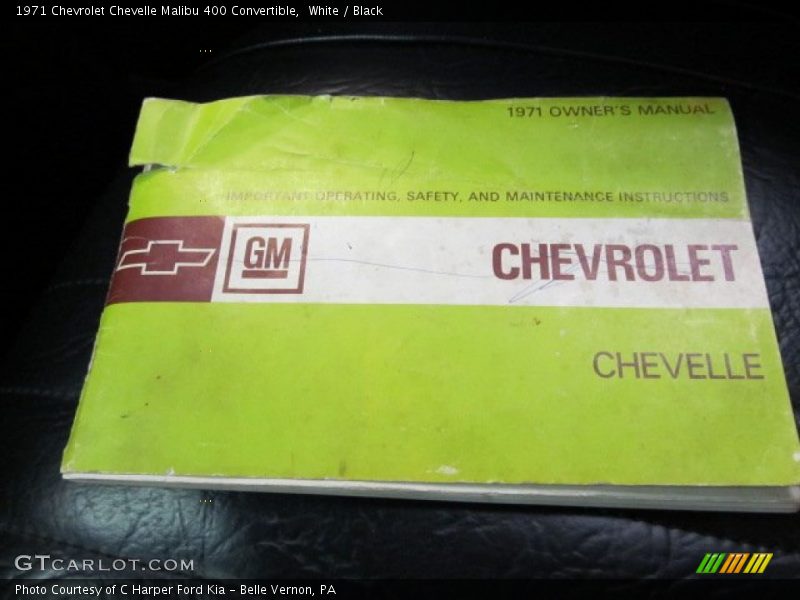 1971 Chevrolet Chevelle Malibu 400 Convertible,  White / Black
1971 OWNER'S MANUAL
IMPORTANT OPERATING, SAFETY, AND MAINTENANCE INSTRUCTIONS
GM
CHEVROLET
CHEVELLE
GTCARLOT.COM
Photo Courtesy of C Harper Ford Kia - Belle Vernon, PA